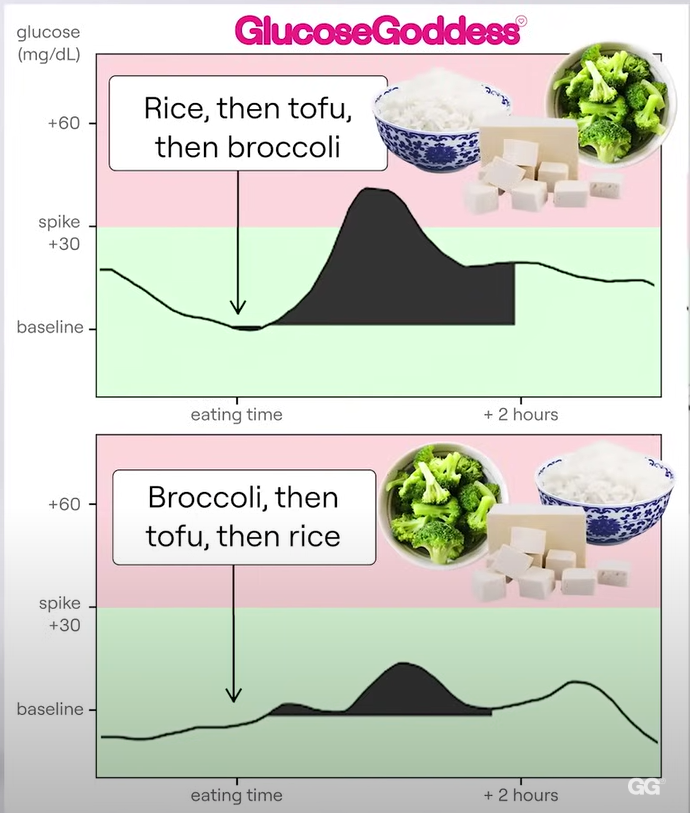 GlucoseGoddess
glucose
(mg/dL)
Rice, then tofu,
then broccoli
+60
spike
+30
baseline
eating time
+ 2 hours
Broccoli, then
tofu, then rice
+60
spike
+30
baseline
eating time
+ 2 hours
GG